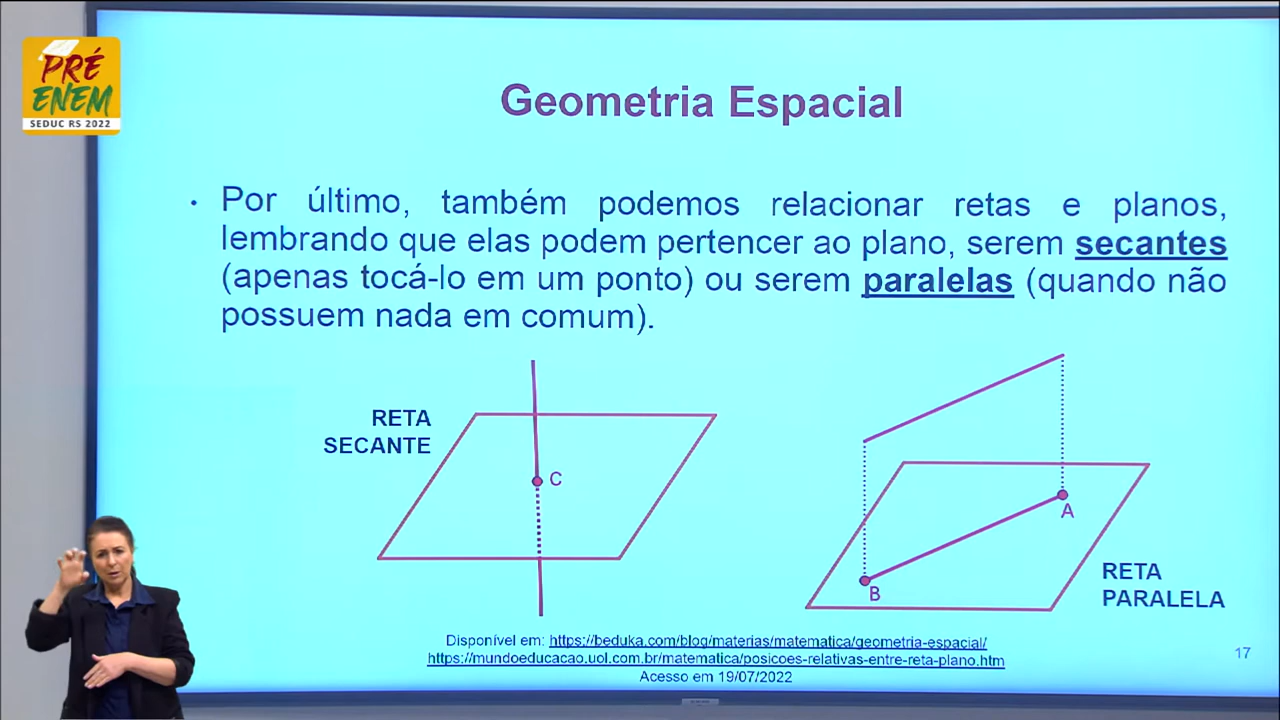 PRÉ
ENEM
SEDUC RS 2022
Geometria Espacial
• Por último, também podemos relacionar retas e planos,
lembrando que elas podem pertencer ao plano, serem secantes
(apenas tocá-lo em um ponto) ou serem paralelas (quando não
possuem nada em comum).
RETA
SECANTE
C
A
B
RETA
PARALELA
Disponível em: https://beduka.com/blog/materias/matematica/geometria-espacial/
https://mundoeducacao.uol.com.br/matematica/posicoes-relativas-entre-reta-plano.htm
Acesso em 19/07/2022
17